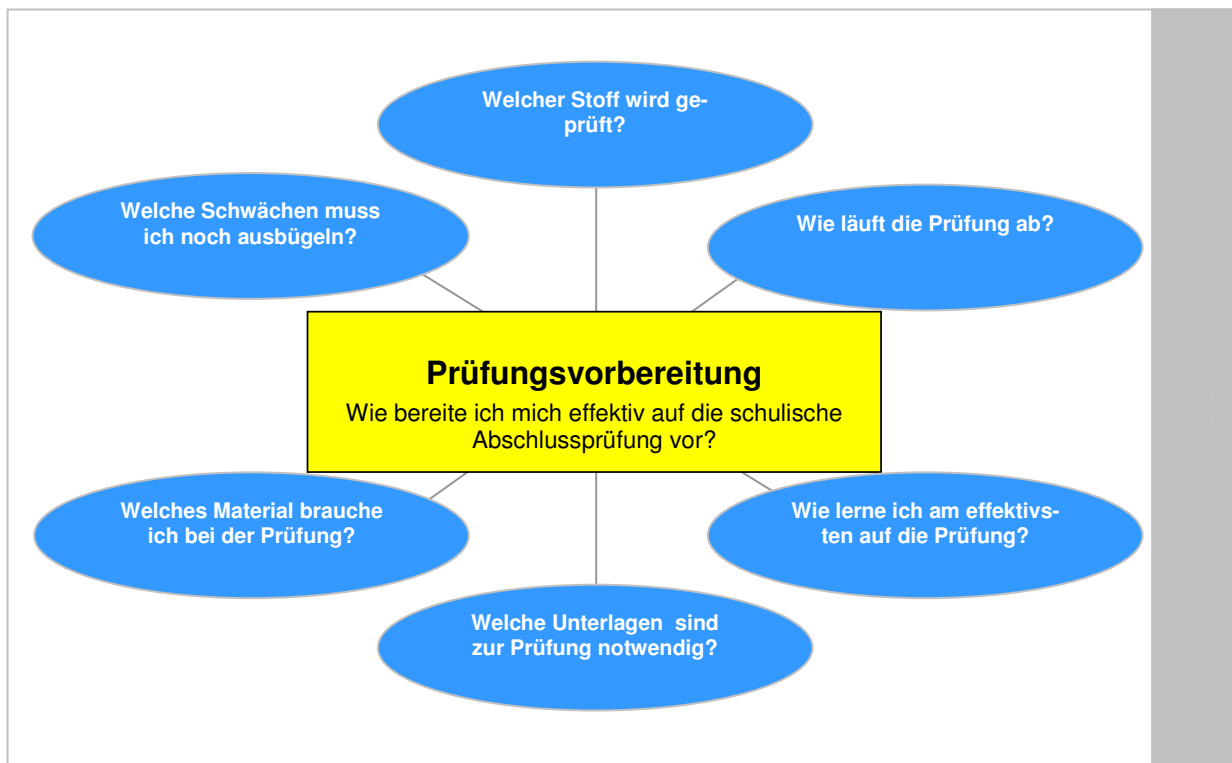 Welcher Stoff wird ge-
prüft?
Welche Schwächen muss
ich noch ausbügeln?
Wie läuft die Prüfung ab?
Prüfungsvorbereitung
Wie bereite ich mich effektiv auf die schulische
Abschlussprüfung vor?
Welches Material brauche
ich bei der Prüfung?
Wie lerne ich am effektivs-
ten auf die Prüfung?
Welche Unterlagen  sind
zur Prüfung notwendig?